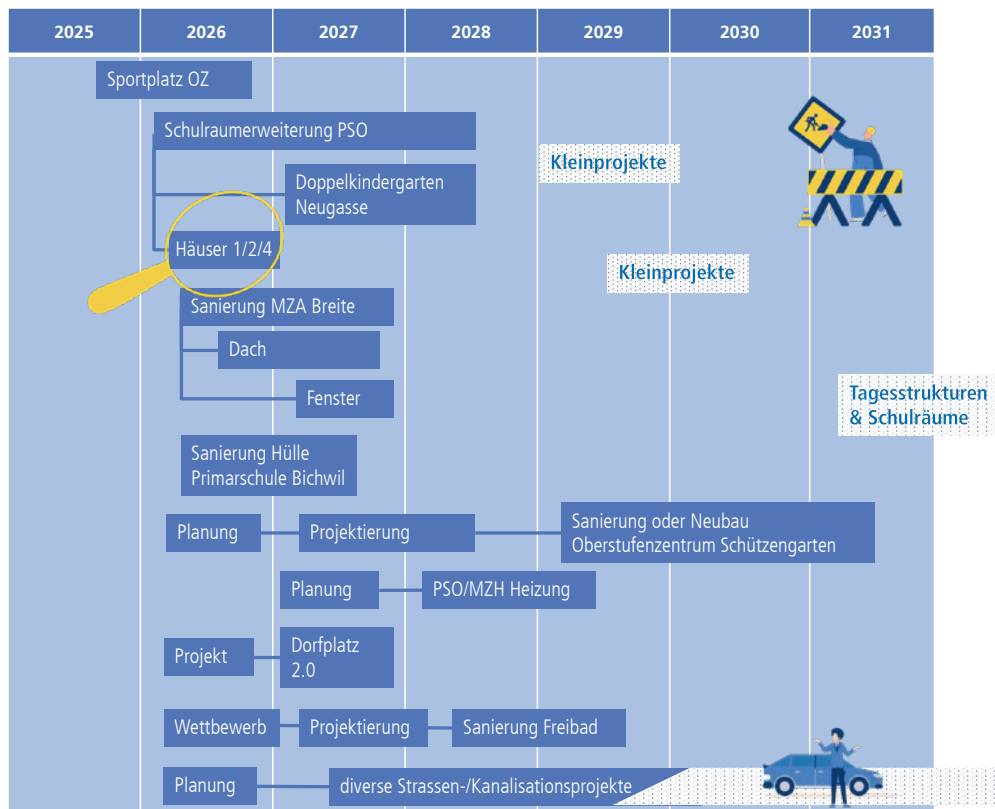 2025 2026 2027 2028 2029 2030 2031
Sportplatz OZ
Schulraumerweiterung PSO
Kleinprojekte
Doppelkindergarten
Neugasse
Häuser 1/2/4
Kleinprojekte
Sanierung MZA Breite
Dach
Fenster
Tagesstrukturen
& Schulräume
Sanierung Hülle
Primarschule Bichwil
Planung
Projektierung
Sanierung oder Neubau
Oberstufenzentrum Schützengarten
Planung
PSO/MZH Heizung
Projekt
Dorfplatz
2.0
Wettbewerb
Projektierung
Sanierung Freibad
Planung
diverse Strassen-/Kanalisationsprojekte